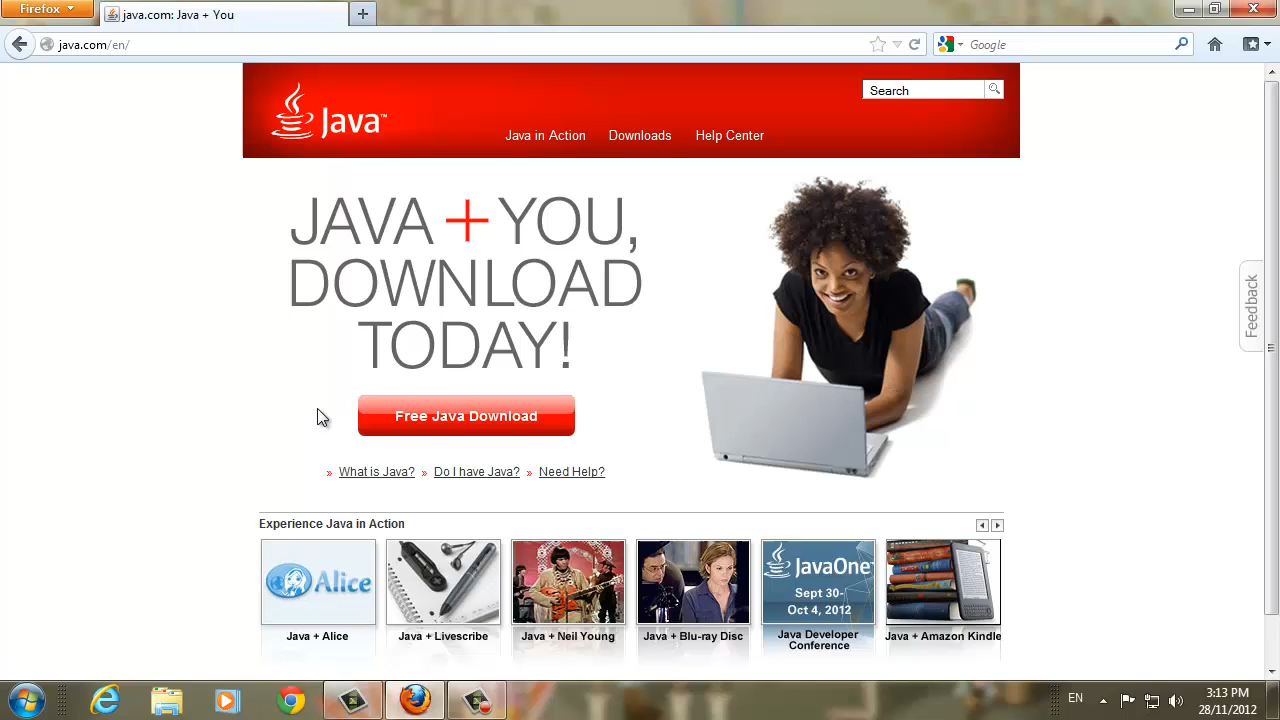 Firefox
java.com: Java + You
java.com/en/
Google
Java™
Search
Java in Action
Downloads
Help Center
JAVA + YOU,
DOWNLOAD
TODAY!
Free Java Download
» What is Java? » Do I have Java? » Need Help?
Feedback
Experience Java in Action
Alice
JavaOne
Sept 30-
Oct 4, 2012
Java + Alice
Java + Livescribe
Java + Neil Young
Java + Blu-ray Disc
Java Developer
Conference
Java + Amazon Kindle
EN
3:13 PM
28/11/2012